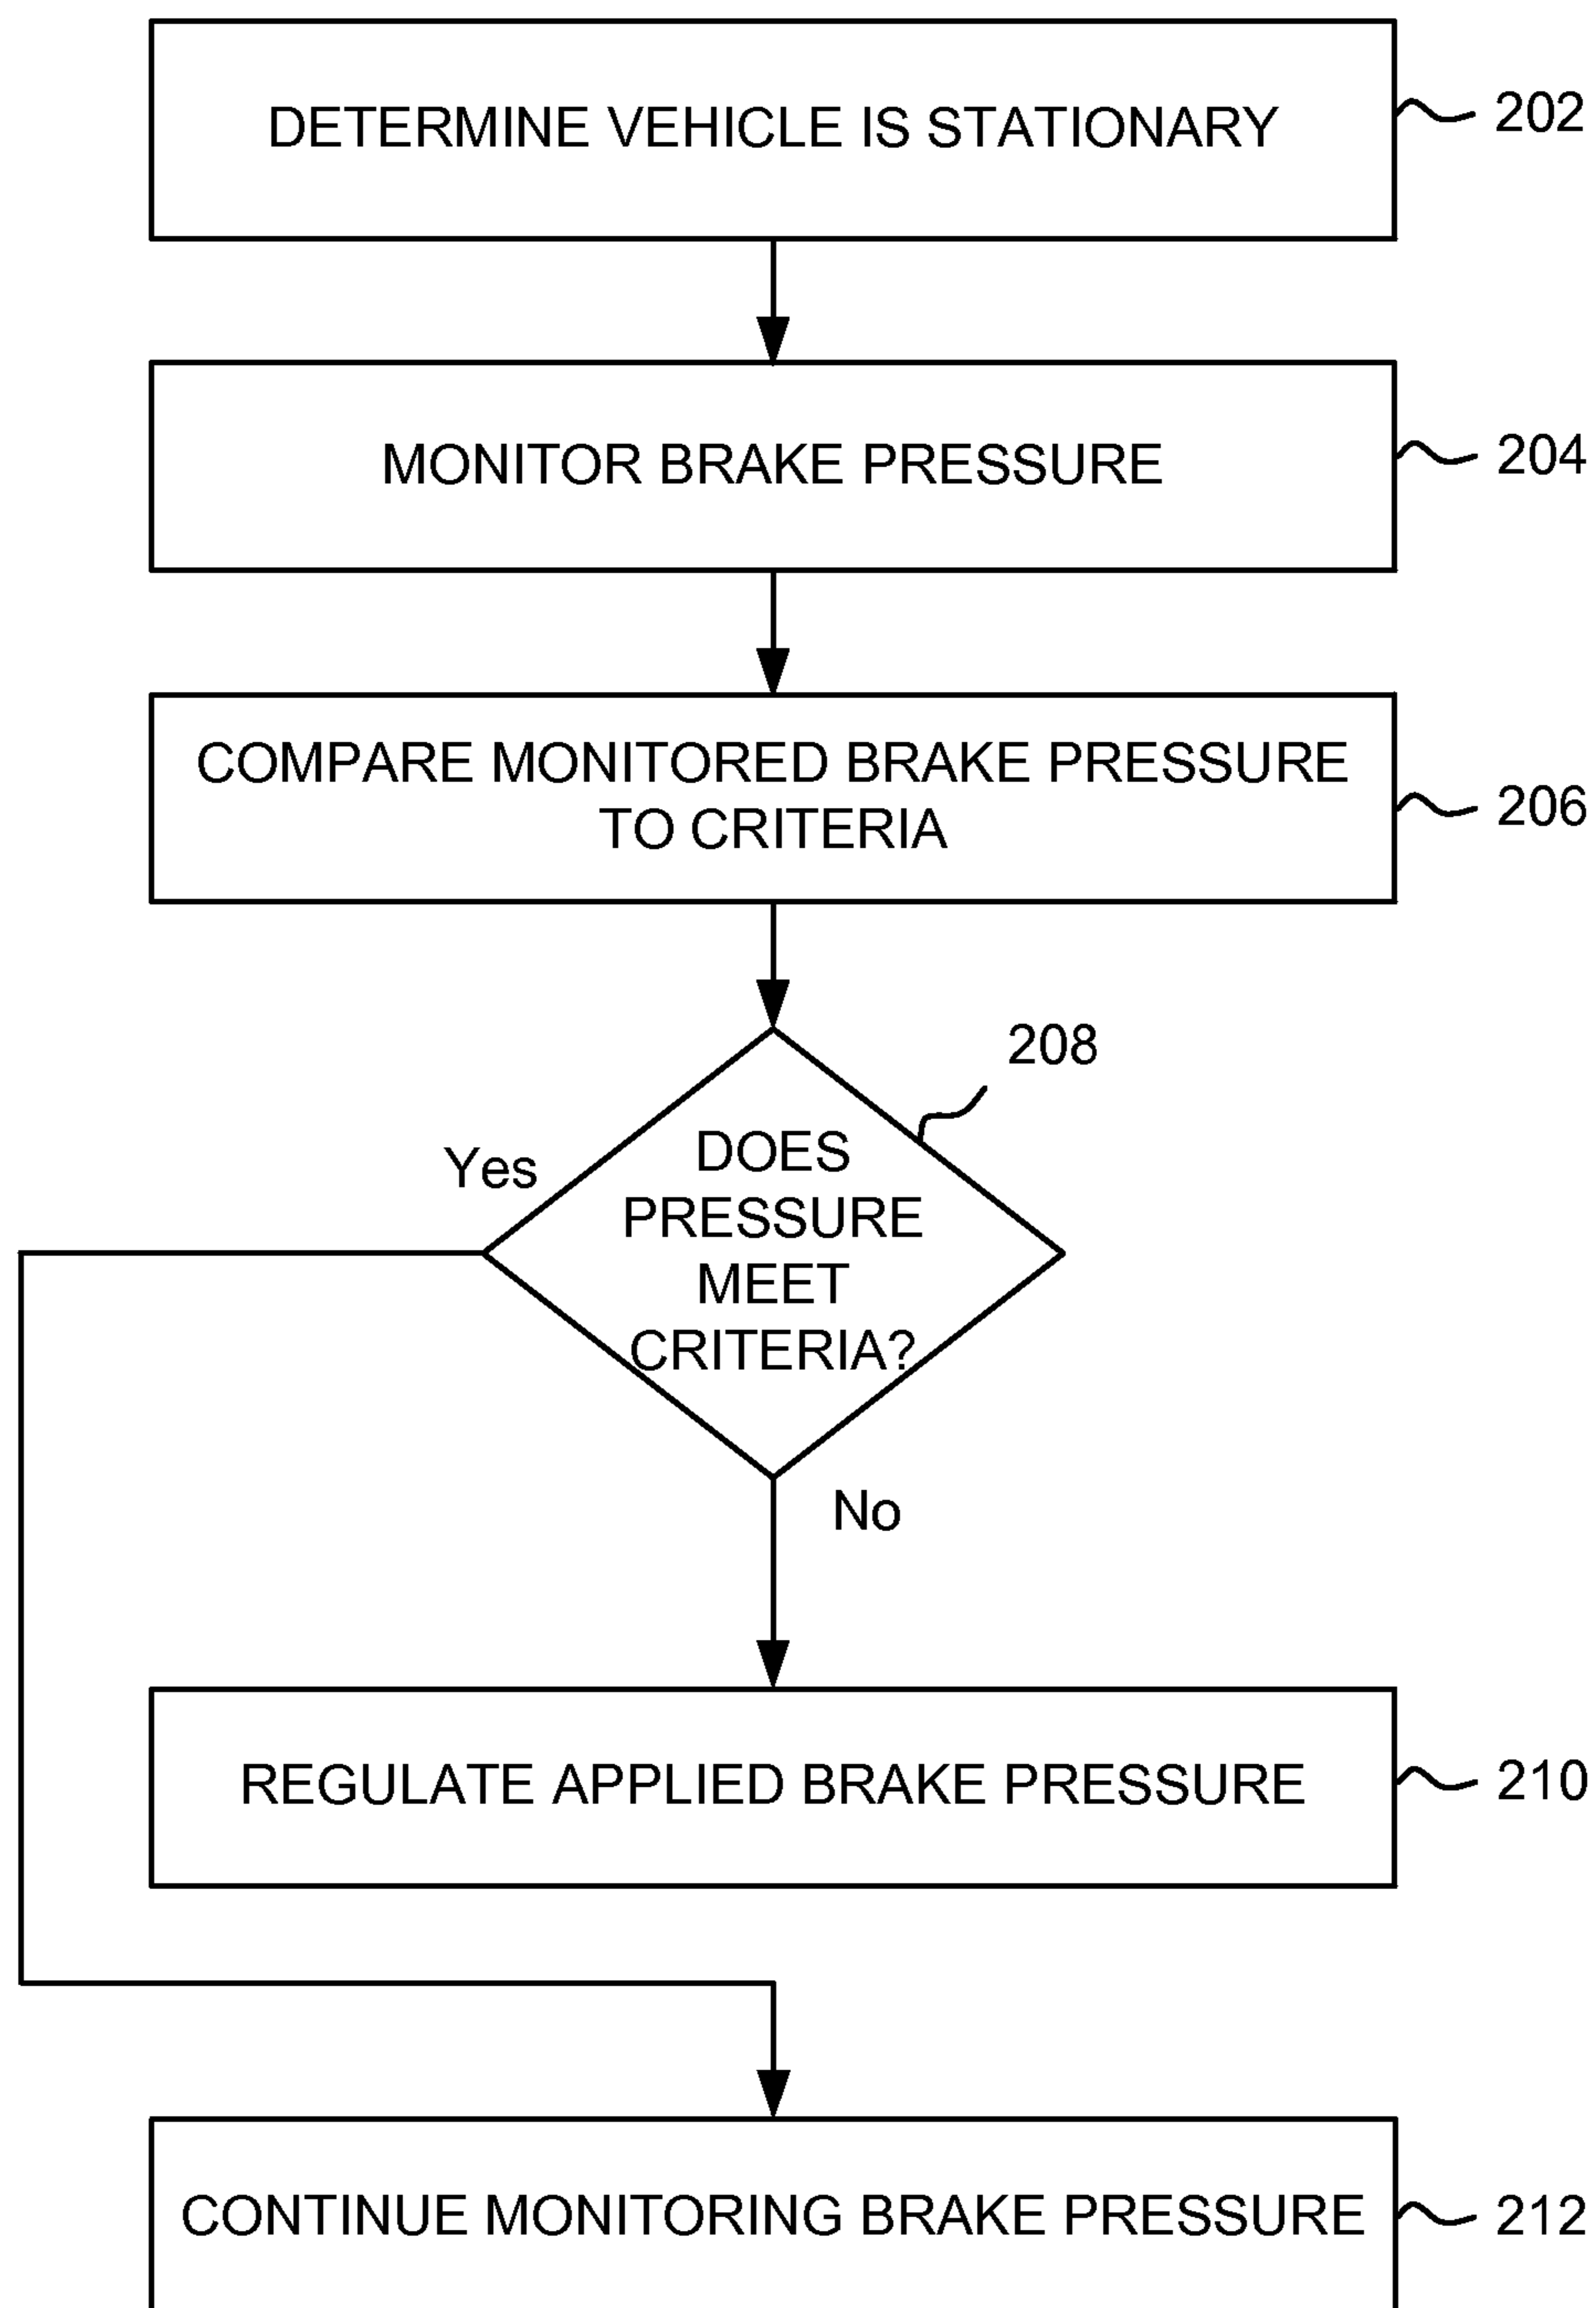 DETERMINE VEHICLE IS STATIONARY
202
MONITOR BRAKE PRESSURE
204
COMPARE MONITORED BRAKE PRESSURE
TO CRITERIA
206
208
Yes
DOES
PRESSURE
MEET
CRITERIA?
No
REGULATE APPLIED BRAKE PRESSURE
210
CONTINUE MONITORING BRAKE PRESSURE
212